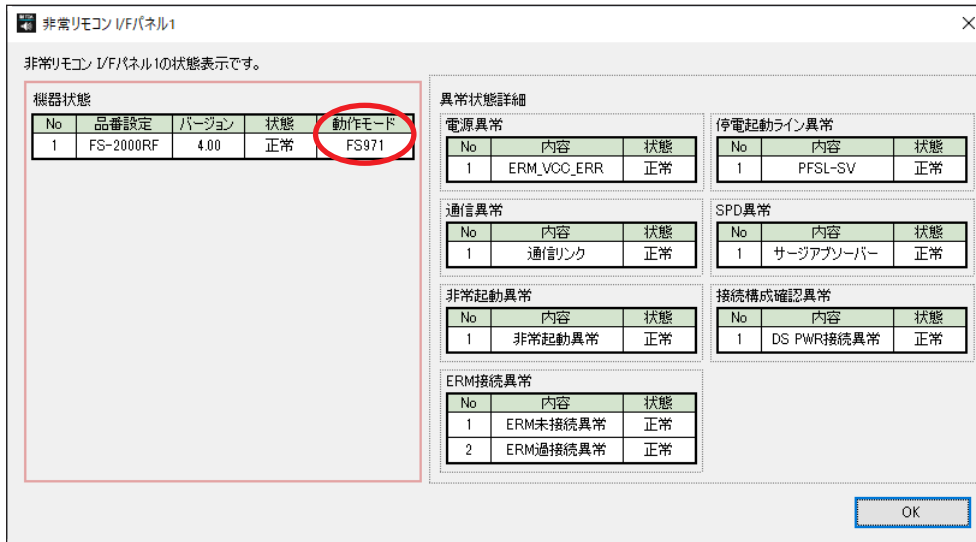 非常リモコン I/Fパネル1
非常リモコン I/Fパネル1の状態表示です。
機器状態
No 品番設定 バージョン 状態 動作モード
1 FS-2000RF 4.00 正常 FS971
異常状態詳細
電源異常
No 内容 状態
1 ERM_VCC_ERR 正常
停電起動ライン異常
No 内容 状態
1 PFSL-SV 正常
通信異常
No 内容 状態
1 通信リンク 正常
SPD異常
No 内容 状態
1 サージアブソーバー 正常
非常起動異常
No 内容 状態
1 非常起動異常 正常
接続構成確認異常
No 内容 状態
1 DS PWR接続異常 正常
ERM接続異常
No 内容 状態
1 ERM未接続異常 正常
2 ERM過接続異常 正常
OK